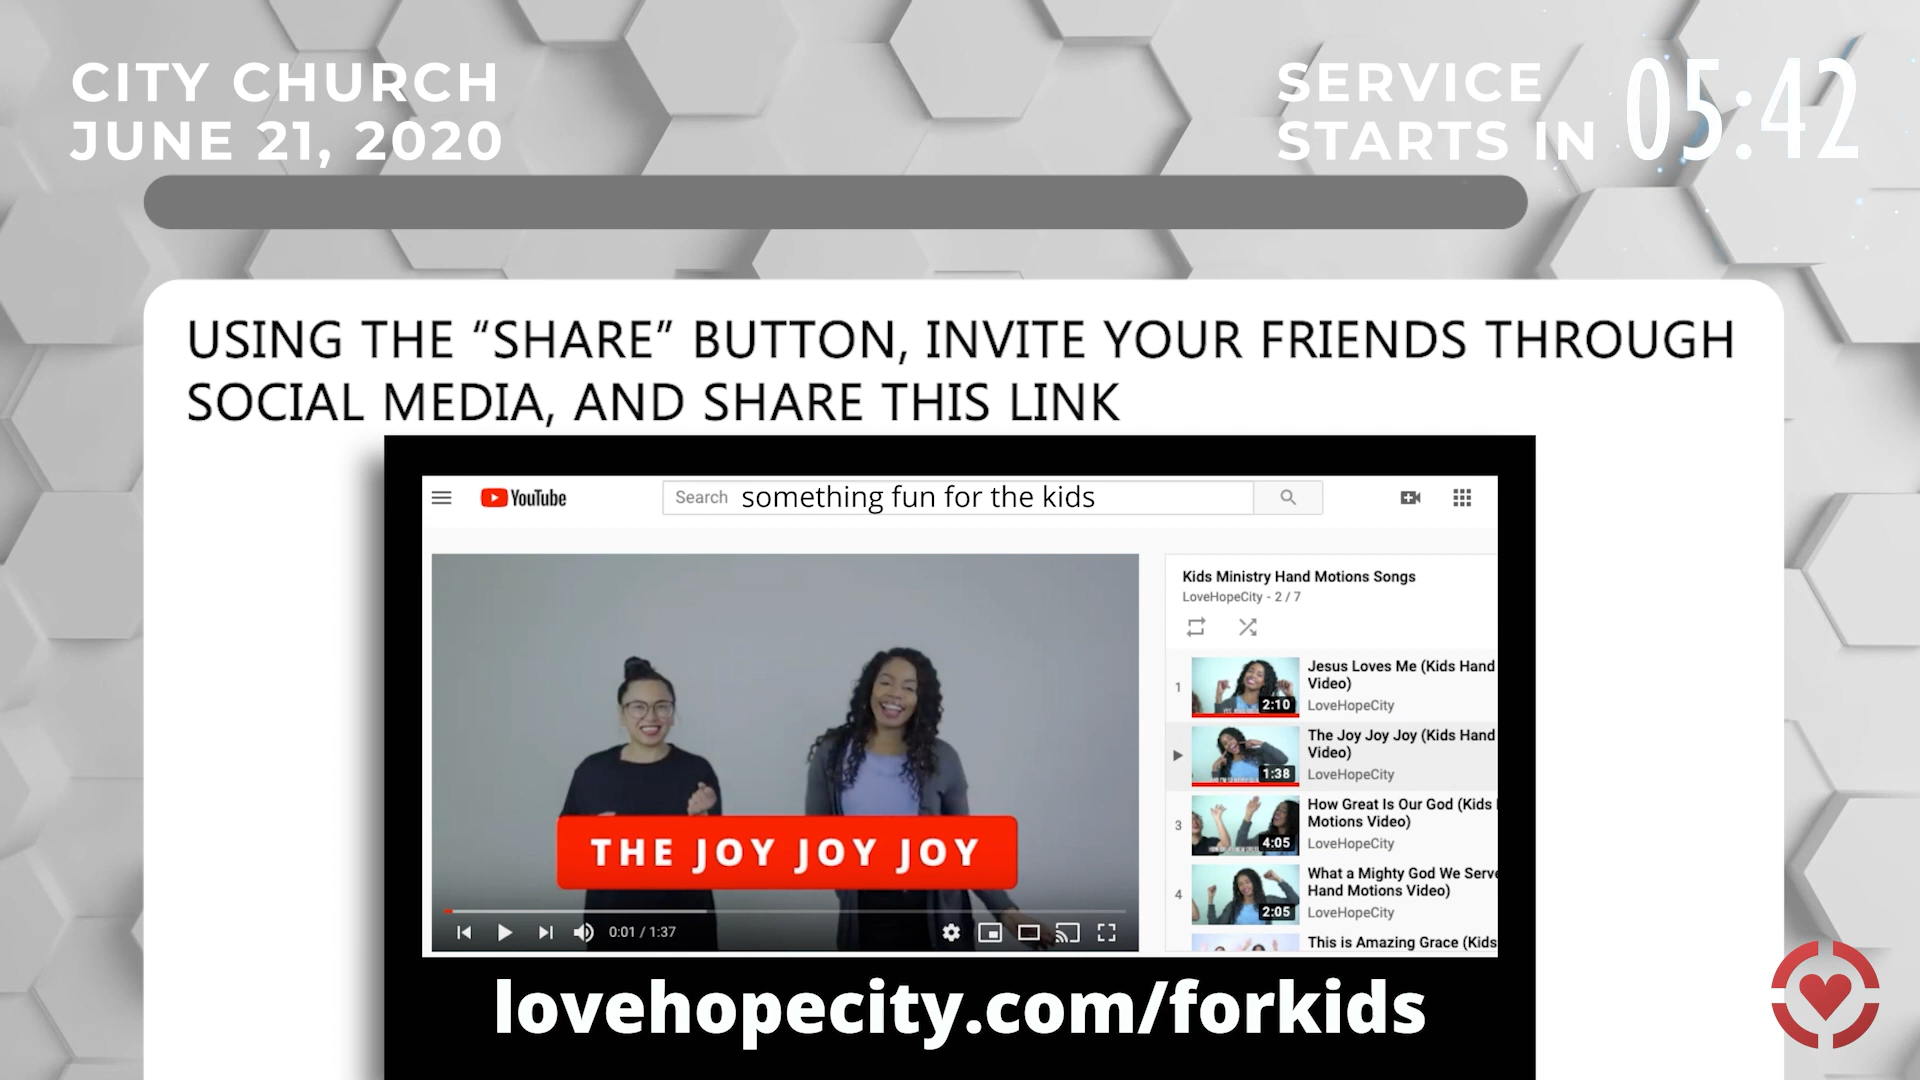 CITY CHURCH
JUNE 21, 2020
SERVICE
STARTS IN
05:42
USING THE “SHARE” BUTTON, INVITE YOUR FRIENDS THROUGH
SOCIAL MEDIA, AND SHARE THIS LINK
YouTube
Search something fun for the kids
THE JOY JOY JOY
0:01 / 1:37
Kids Ministry Hand Motions Songs
LoveHopeCity - 2 / 7
1
2:10
Jesus Loves Me (Kids Hand
Video)
LoveHopeCity
1:38
The Joy Joy Joy (Kids Hand
Video)
LoveHopeCity
3
4:05
How Great Is Our God (Kids
Motions Video)
LoveHopeCity
4
2:05
What a Mighty God We Serve
Hand Motions Video)
LoveHopeCity
This is Amazing Grace (Kids
lovehopecity.com/forkids